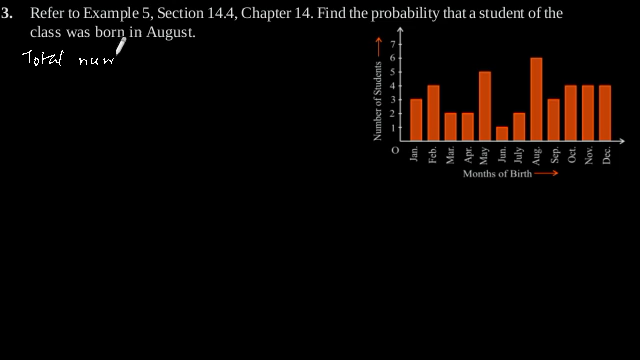 3. Refer to Example 5, Section 14.4, Chapter 14. Find the probability that a student of the
class was born in August.
Total num
Number of Students
7
6
5
4
3
2
1
O
Jan. Feb. Mar. Apr. May Jun. July Aug. Sep. Oct. Nov. Dec.
Months of Birth